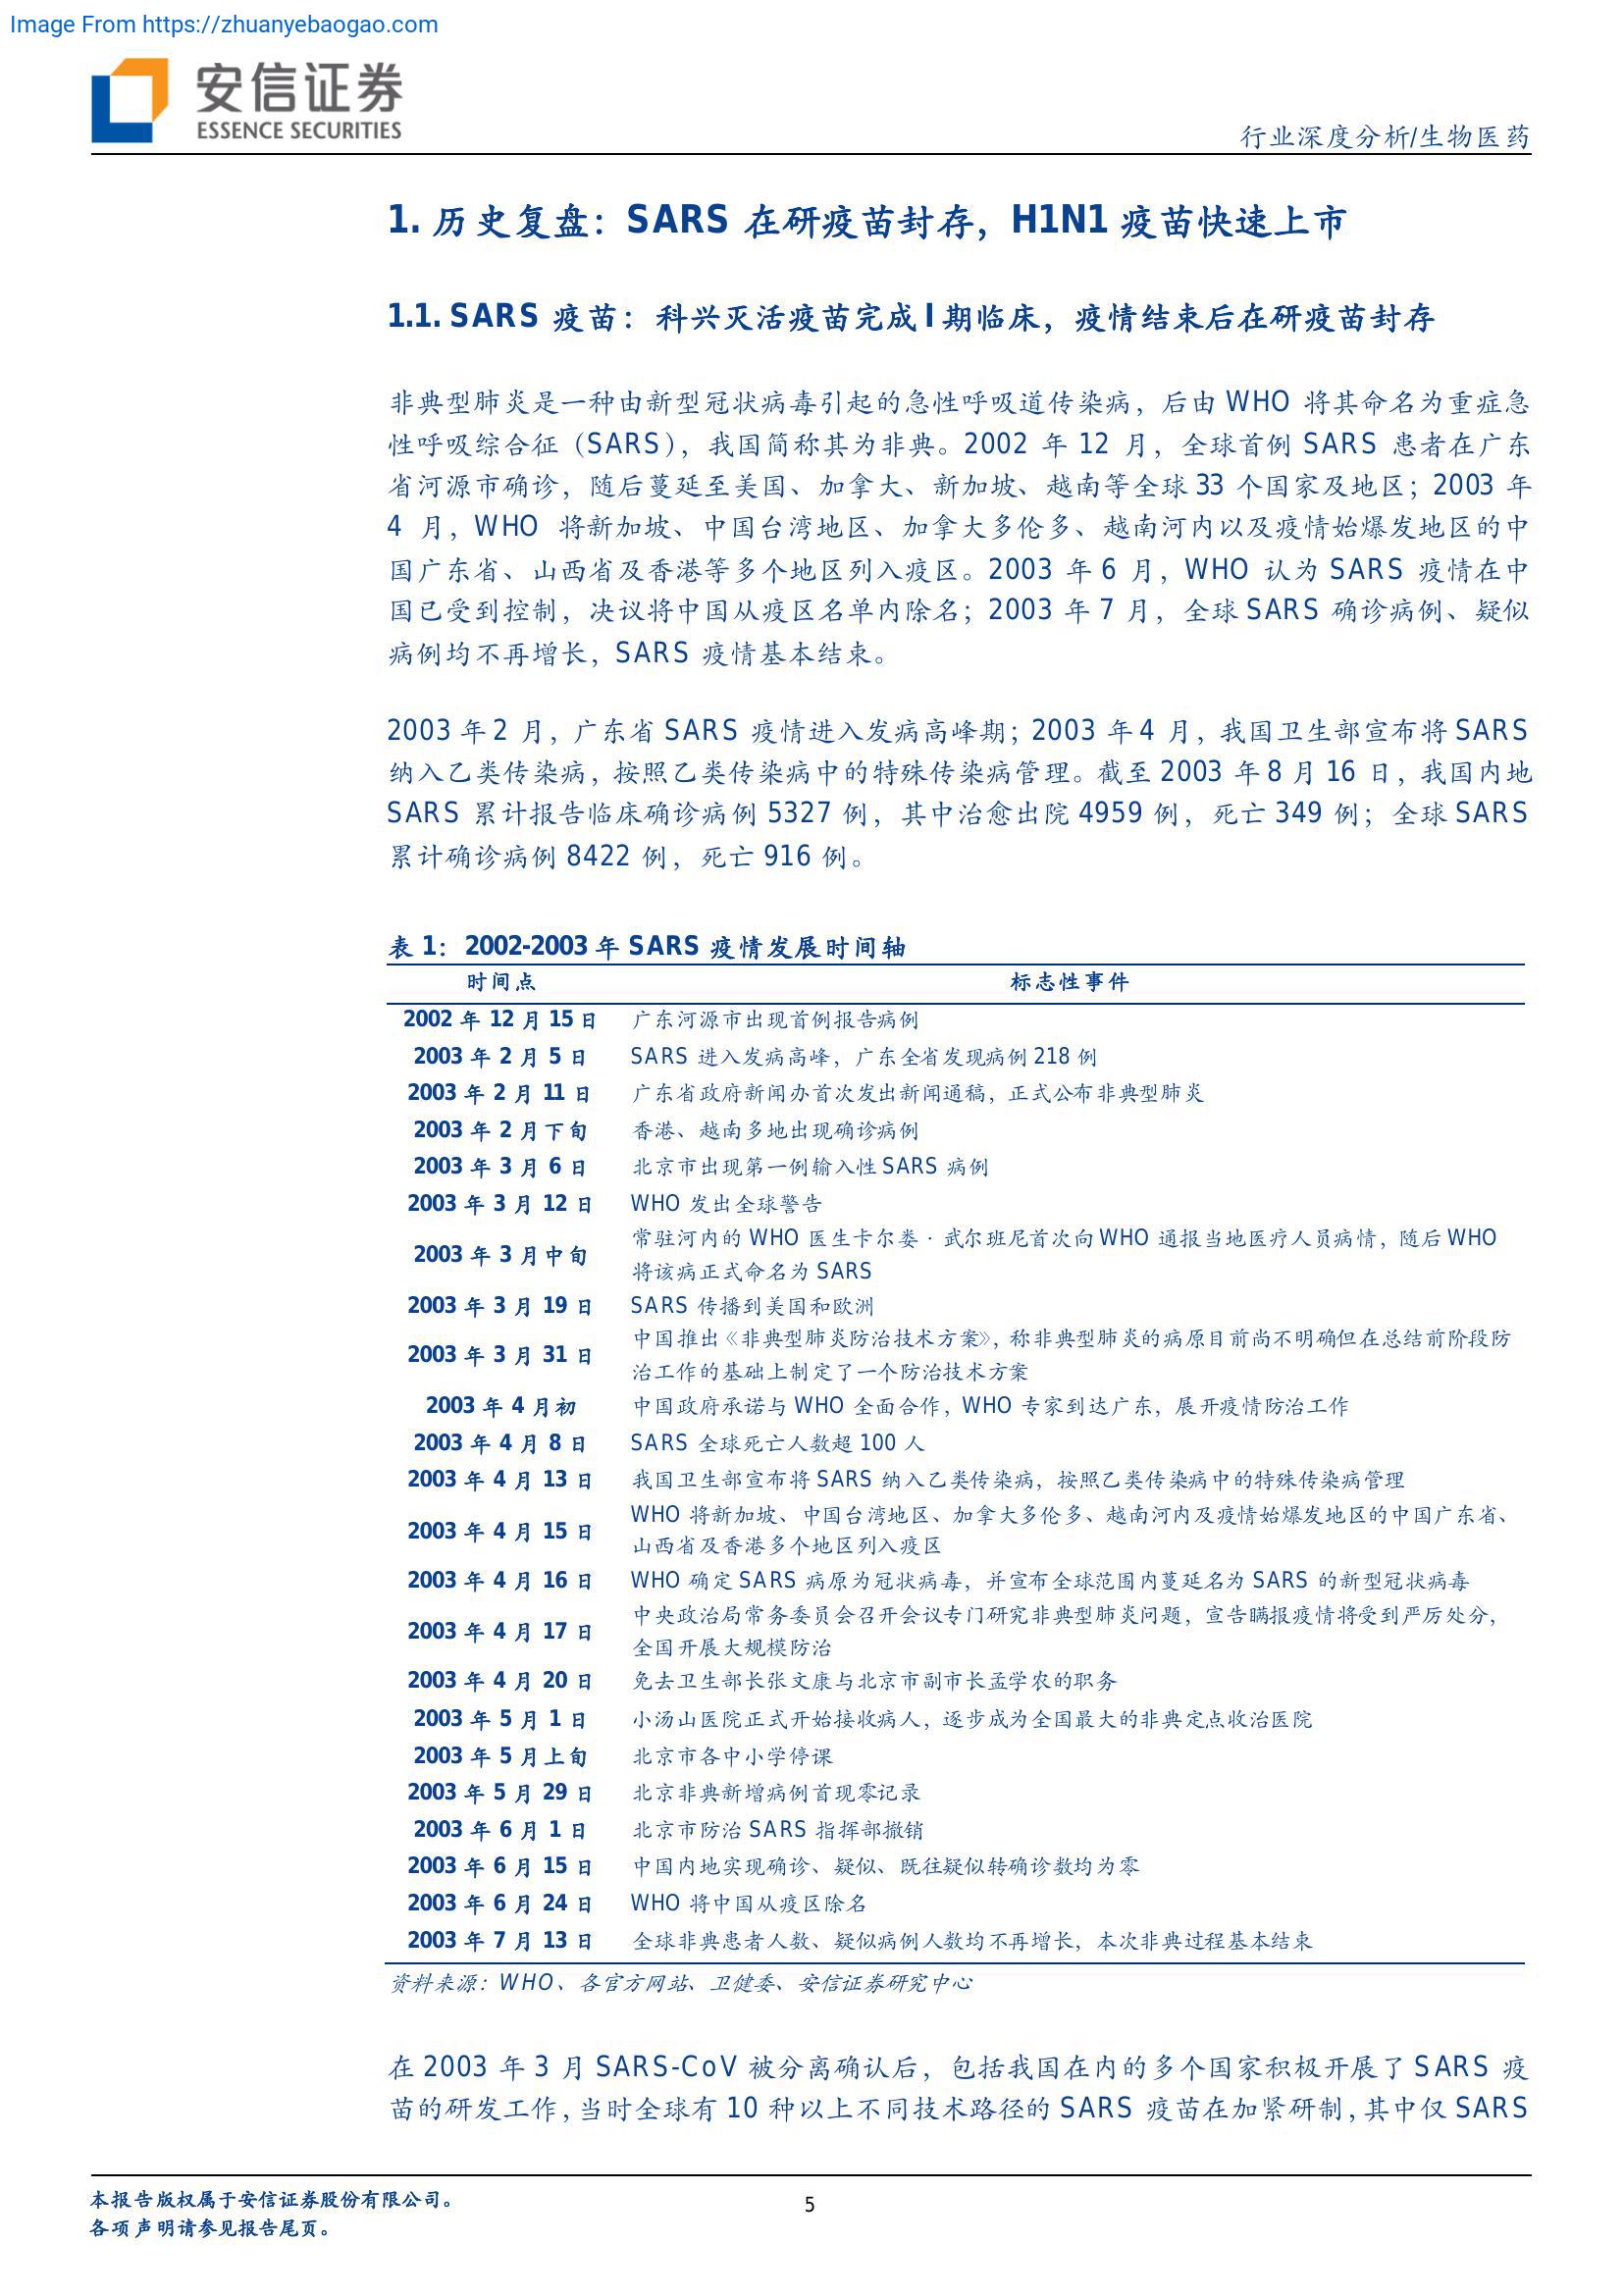 Image From https://zhuanyebaogao.com
安信证券
ESSENCE SECURITIES
行业深度分析/生物医药
1. 历史复盘：SARS 在研疫苗封存，H1N1 疫苗快速上市
1.1. SARS 疫苗：科兴灭活疫苗完成 I 期临床，疫情结束后在研疫苗封存
非典型肺炎是一种由新型冠状病毒引起的急性呼吸道传染病，后由 WHO 将其命名为重症急
性呼吸综合征（SARS），我国简称其为非典。2002 年 12 月，全球首例 SARS 患者在广东
省河源市确诊，随后蔓延至美国、加拿大、新加坡、越南等全球 33 个国家及地区；2003 年
4 月，WHO 将新加坡、中国台湾地区、加拿大多伦多、越南河内以及疫情始爆发地区的中
国广东省、山西省及香港等多个地区列入疫区。2003 年 6 月，WHO 认为 SARS 疫情在中
国已受到控制，决议将中国从疫区名单内除名；2003 年 7 月，全球 SARS 确诊病例、疑似
病例均不再增长，SARS 疫情基本结束。
2003 年 2 月，广东省 SARS 疫情进入发病高峰期；2003 年 4 月，我国卫生部宣布将 SARS
纳入乙类传染病，按照乙类传染病中的特殊传染病管理。截至 2003 年 8 月 16 日，我国内地
SARS 累计报告临床确诊病例 5327 例，其中治愈出院 4959 例，死亡 349 例；全球 SARS
累计确诊病例 8422 例，死亡 916 例。
表 1：2002-2003 年 SARS 疫情发展时间轴
时间点 标志性事件
2002 年 12 月 15 日 广东河源市出现首例报告病例
2003 年 2 月 5 日 SARS 进入发病高峰，广东全省发现病例 218 例
2003 年 2 月 11 日 广东省政府新闻办首次发出新闻通稿，正式公布非典型肺炎
2003 年 2 月下旬 香港、越南多地出现确诊病例
2003 年 3 月 6 日 北京市出现第一例输入性 SARS 病例
2003 年 3 月 12 日 WHO 发出全球警告
2003 年 3 月中旬 常驻河内的 WHO 医生卡尔娄·武尔班尼首次向 WHO 通报当地医疗人员病情，随后 WHO
将该病正式命名为 SARS
2003 年 3 月 19 日 SARS 传播到美国和欧洲
2003 年 3 月 31 日 中国推出《非典型肺炎防治技术方案》，称非典型肺炎的病原目前尚不明确但在总结前阶段防
治工作的基础上制定了一个防治技术方案
2003 年 4 月初 中国政府承诺与 WHO 全面合作，WHO 专家到达广东，展开疫情防治工作
2003 年 4 月 8 日 SARS 全球死亡人数超 100 人
2003 年 4 月 13 日 我国卫生部宣布将 SARS 纳入乙类传染病，按照乙类传染病中的特殊传染病管理
2003 年 4 月 15 日 WHO 将新加坡、中国台湾地区、加拿大多伦多、越南河内及疫情始爆发地区的中国广东省、
山西省及香港多个地区列入疫区
2003 年 4 月 16 日 WHO 确定 SARS 病原为冠状病毒，并宣布全球范围内蔓延名为 SARS 的新型冠状病毒
2003 年 4 月 17 日 中央政治局常务委员会召开会议专门研究非典型肺炎问题，宣告瞒报疫情将受到严厉处分，
全国开展大规模防治
2003 年 4 月 20 日 免去卫生部长张文康与北京市副市长孟学农的职务
2003 年 5 月 1 日 小汤山医院正式开始接收病人，逐步成为全国最大的非典定点收治医院
2003 年 5 月上旬 北京市各中小学停课
2003 年 5 月 29 日 北京非典新增病例首现零记录
2003 年 6 月 1 日 北京市防治 SARS 指挥部撤销
2003 年 6 月 15 日 中国内地实现确诊、疑似、既往疑似转确诊数均为零
2003 年 6 月 24 日 WHO 将中国从疫区除名
2003 年 7 月 13 日 全球非典患者人数、疑似病例人数均不再增长，本次非典过程基本结束
资料来源：WHO、各官方网站、卫健委、安信证券研究中心
在 2003 年 3 月 SARS-CoV 被分离确认后，包括我国在内的多个国家积极开展了 SARS 疫
苗的研发工作，当时全球有 10 种以上不同技术路径的 SARS 疫苗在加紧研制，其中仅 SARS
本报告版权属于安信证券股份有限公司。
5
各项声明请参见报告尾页。